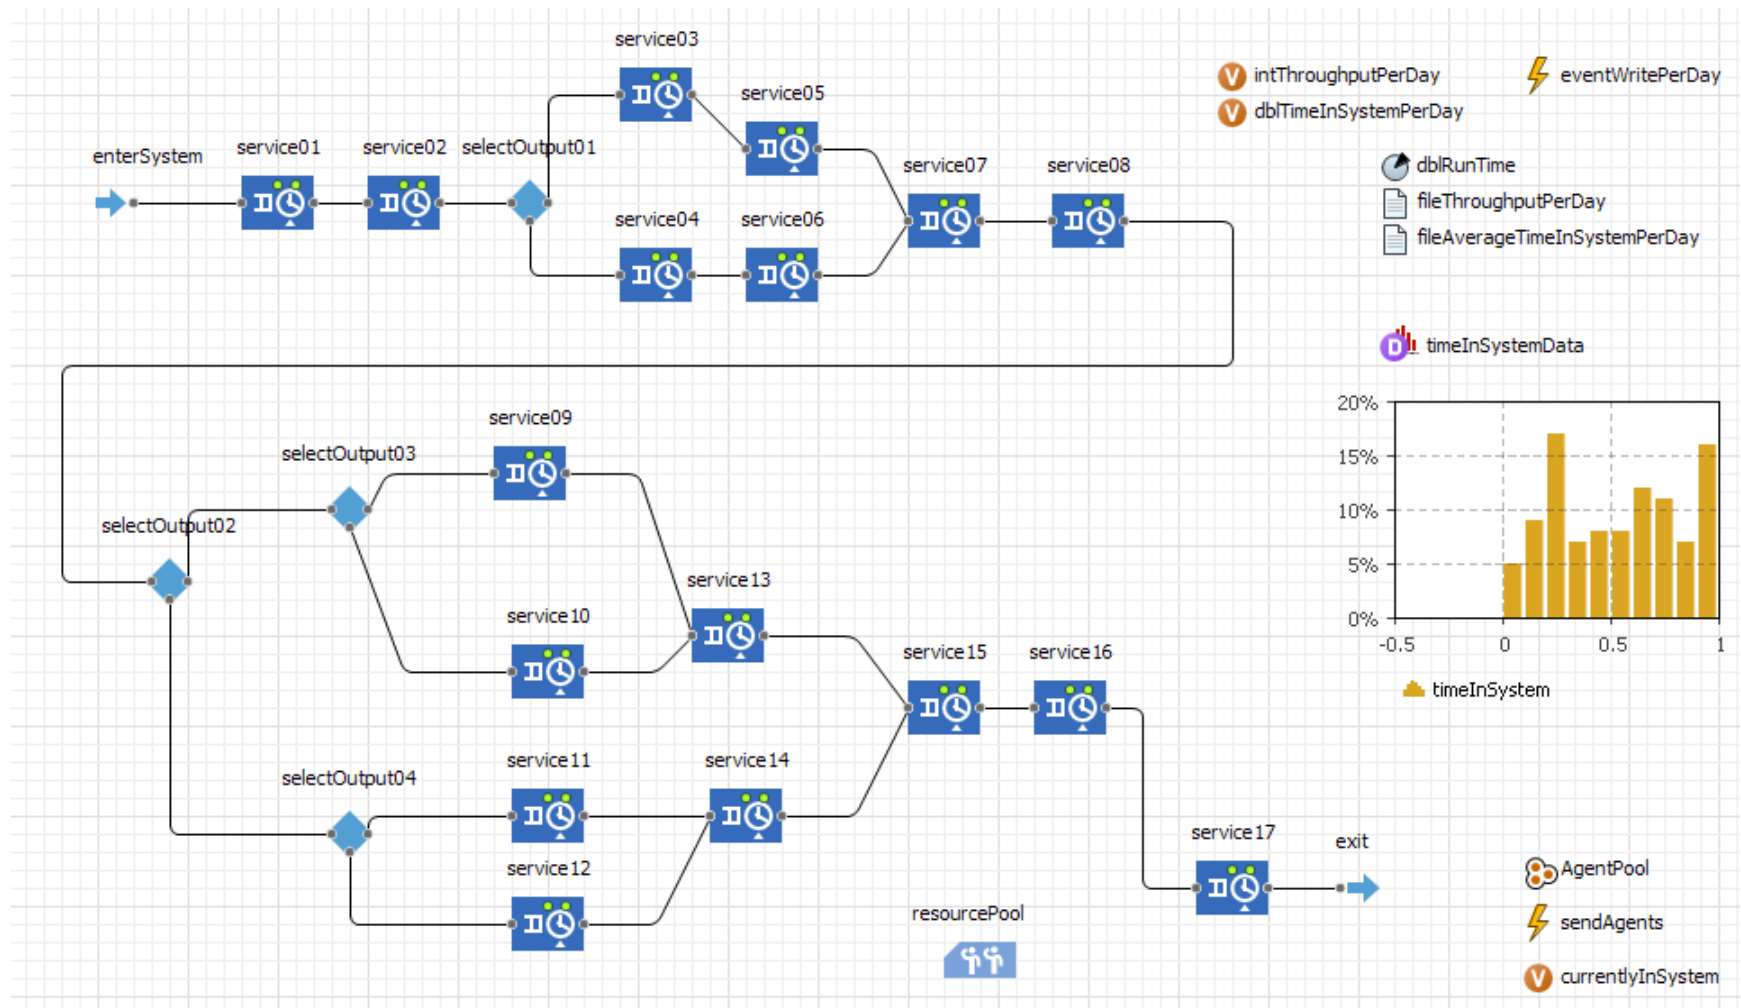 service03
intThroughputPerDay
eventWritePerDay
service05
dblTimeInSystemPerDay
enterSystem
service01
service02
selectOutput01
service07
service08
dblRunTime
service04
service06
fileThroughputPerDay
fileAverageTimeInSystemPerDay
timeInSystemData
20%
15%
10%
5%
0%
-0.5
0
0.5
1
timeInSystem
service09
selectOutput03
selectOutput02
service13
service10
service15
service16
service11
service14
selectOutput04
service17
exit
service12
AgentPool
resourcePool
sendAgents
currentlyInSystem